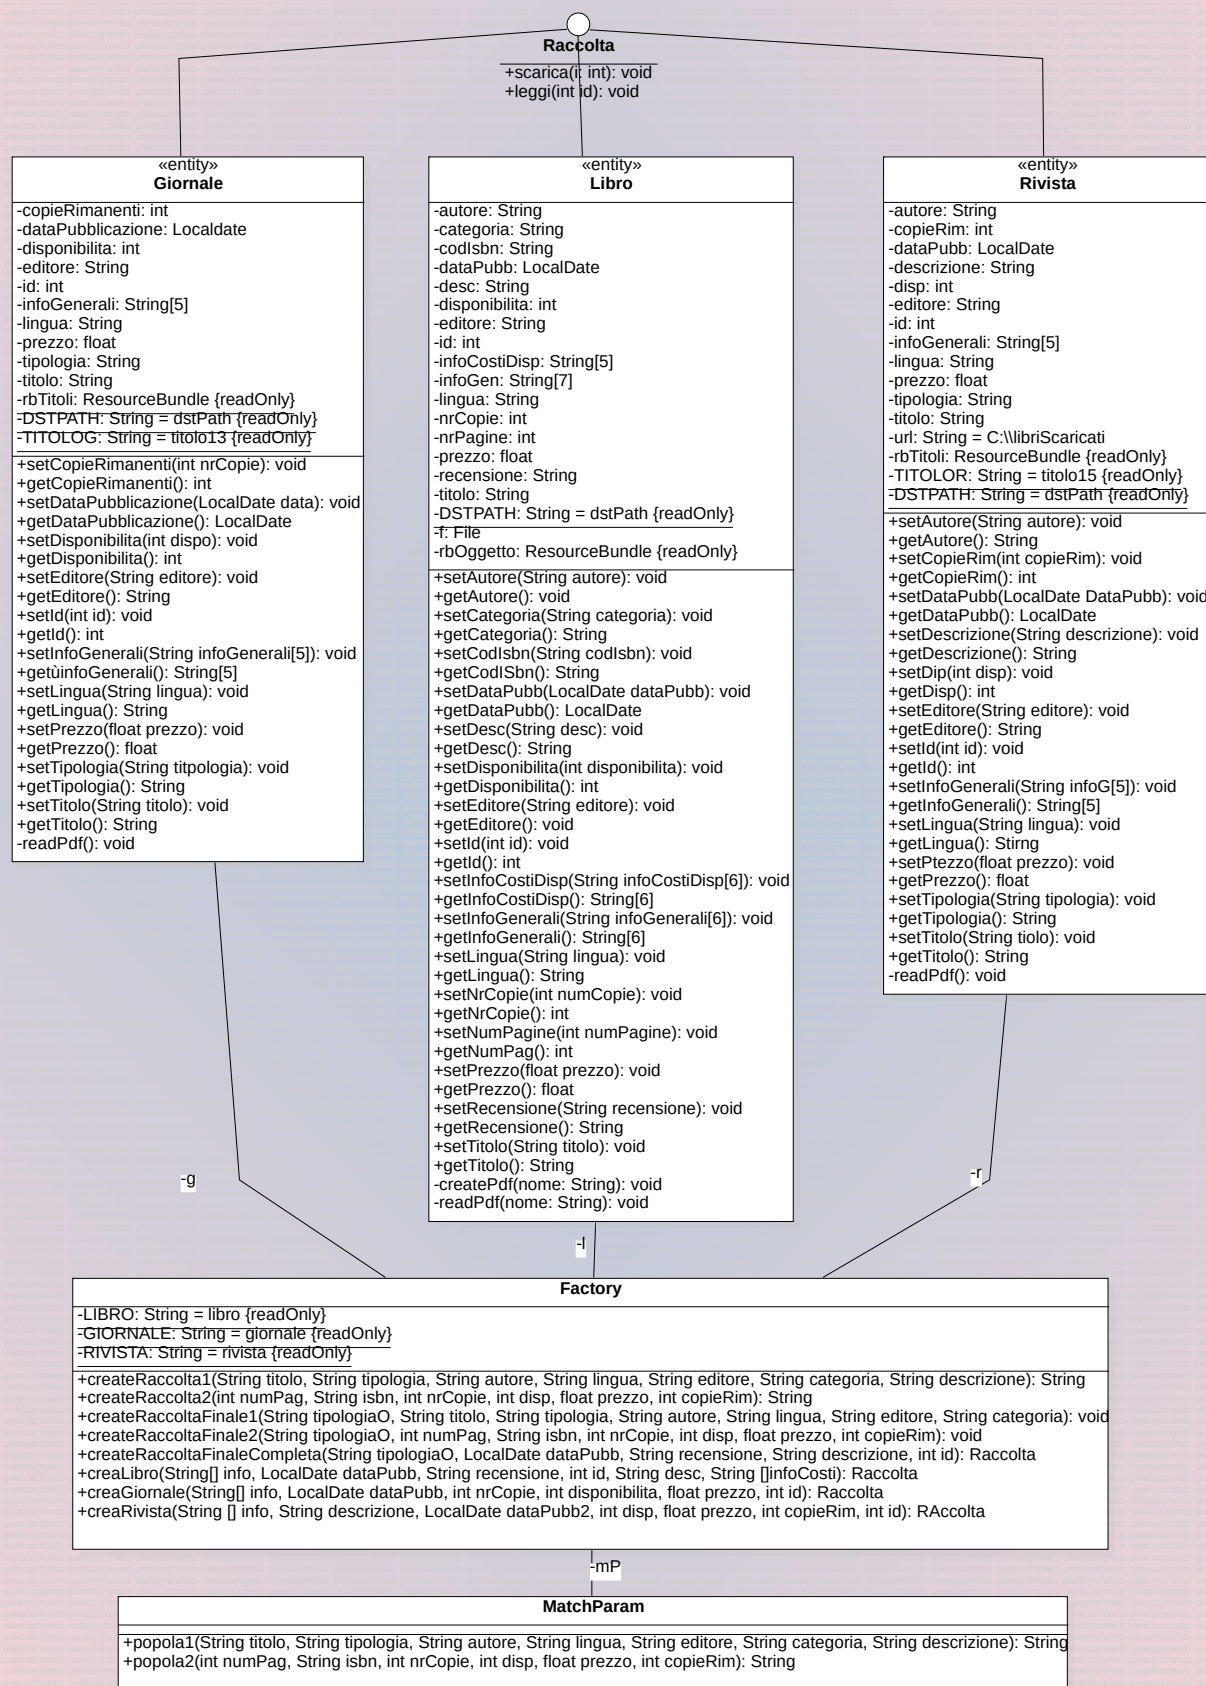 Raccolta
+scarica(i: int): void
+leggi(int id): void
«entity»
Giornale
-copieRimanenti: int
-dataPubblicazione: Localdate
-disponibilita: int
-editore: String
-id: int
-infoGenerali: String[5]
-lingua: String
-prezzo: float
-tipologia: String
-titolo: String
-rbTitoli: ResourceBundle {readOnly}
-DSTPATH: String = dstPath {readOnly}
-TITOLOG: String = titolo13 {readOnly}
+setCopieRimanenti(int nrCopie): void
+getCopieRimanenti(): int
+setDataPubblicazione(LocalDate data): void
+getDataPubblicazione(): LocalDate
+setDisponibilita(int dispo): void
+getDisponibilita(): int
+setEditore(String editore): void
+getEditore(): String
+setId(int id): void
+getId(): int
+setInfoGenerali(String infoGenerali[5]): void
+getùinfoGenerali(): String[5]
+setLingua(String lingua): void
+getLingua(): String
+setPrezzo(float prezzo): void
+getPrezzo(): float
+setTipologia(String titpologia): void
+getTipologia(): String
+setTitolo(String titolo): void
+getTitolo(): String
-readPdf(): void
«entity»
Libro
-autore: String
-categoria: String
-codIsbn: String
-dataPubb: LocalDate
-desc: String
-disponibilita: int
-editore: String
-id: int
-infoCostiDisp: String[5]
-infoGen: String[7]
-lingua: String
-nrCopie: int
-nrPagine: int
-prezzo: float
-recensione: String
-titolo: String
-DSTPATH: String = dstPath {readOnly}
-f: File
-rbOggetto: ResourceBundle {readOnly}
+setAutore(String autore): void
+getAutore(): void
+setCategoria(String categoria): void
+getCategoria(): String
+setCodIsbn(String codIsbn): void
+getCodISbn(): String
+setDataPubb(LocalDate dataPubb): void
+getDataPubb(): LocalDate
+setDesc(String desc): void
+getDesc(): String
+setDisponibilita(int disponibilita): void
+getDisponibilita(): int
+setEditore(String editore): void
+getEditore(): void
+setId(int id): void
+getId(): int
+setInfoCostiDisp(String infoCostiDisp[6]): void
+getInfoCostiDisp(): String[6]
+setInfoGenerali(String infoGenerali[6]): void
+getInfoGenerali(): String[6]
+setLingua(String lingua): void
+getLingua(): String
+setNrCopie(int numCopie): void
+getNrCopie(): int
+setNumPagine(int numPagine): void
+getNumPag(): int
+setPrezzo(float prezzo): void
+getPrezzo(): float
+setRecensione(String recensione): void
+getRecensione(): String
+setTitolo(String titolo): void
+getTitolo(): String
-createPdf(nome: String): void
-readPdf(nome: String): void
«entity»
Rivista
-autore: String
-copieRim: int
-dataPubb: LocalDate
-descrizione: String
-disp: int
-editore: String
-id: int
-infoGenerali: String[5]
-lingua: String
-prezzo: float
-tipologia: String
-titolo: String
-url: String = C:\\libriScaricati
-rbTitoli: ResourceBundle {readOnly}
-TITOLOR: String = titolo15 {readOnly}
-DSTPATH: String = dstPath {readOnly}
+setAutore(String autore): void
+getAutore(): String
+setCopieRim(int copieRim): void
+getCopieRim(): int
+setDataPubb(LocalDate DataPubb): void
+getDataPubb(): LocalDate
+setDescrizione(String descrizione): void
+getDescrizione(): String
+setDip(int disp): void
+getDisp(): int
+setEditore(String editore): void
+getEditore(): String
+setId(int id): void
+getId(): int
+setInfoGenerali(String infoG[5]): void
+getInfoGenerali(): String[5]
+setLingua(String lingua): void
+getLingua(): Stirng
+setPtezzo(float prezzo): void
+getPrezzo(): float
+setTipologia(String tipologia): void
+getTipologia(): String
+setTitolo(String tiolo): void
+getTitolo(): String
-readPdf(): void
-g
-l
-r
Factory
-LIBRO: String = libro {readOnly}
-GIORNALE: String = giornale {readOnly}
-RIVISTA: String = rivista {readOnly}
+createRaccolta1(String titolo, String tipologia, String autore, String lingua, String editore, String categoria, String descrizione): String
+createRaccolta2(int numPag, String isbn, int nrCopie, int disp, float prezzo, int copieRim): String
+createRaccoltaFinale1(String tipologiaO, String titolo, String tipologia, String autore, String lingua, String editore, String categoria): void
+createRaccoltaFinale2(String tipologiaO, int numPag, String isbn, int nrCopie, int disp, float prezzo, int copieRim): void
+createRaccoltaFinaleCompleta(String tipologiaO, LocalDate dataPubb, String recensione, String descrizione, int id): Raccolta
+creaLibro(String[] info, LocalDate dataPubb, String recensione, int id, String desc, String []infoCosti): Raccolta
+creaGiornale(String[] info, LocalDate dataPubb, int nrCopie, int disponibilita, float prezzo, int id): Raccolta
+creaRivista(String [] info, String descrizione, LocalDate dataPubb2, int disp, float prezzo, int copieRim, int id): RAccolta
-mP
MatchParam
+popola1(String titolo, String tipologia, String autore, String lingua, String editore, String categoria, String descrizione): String
+popola2(int numPag, String isbn, int nrCopie, int disp, float prezzo, int copieRim): String